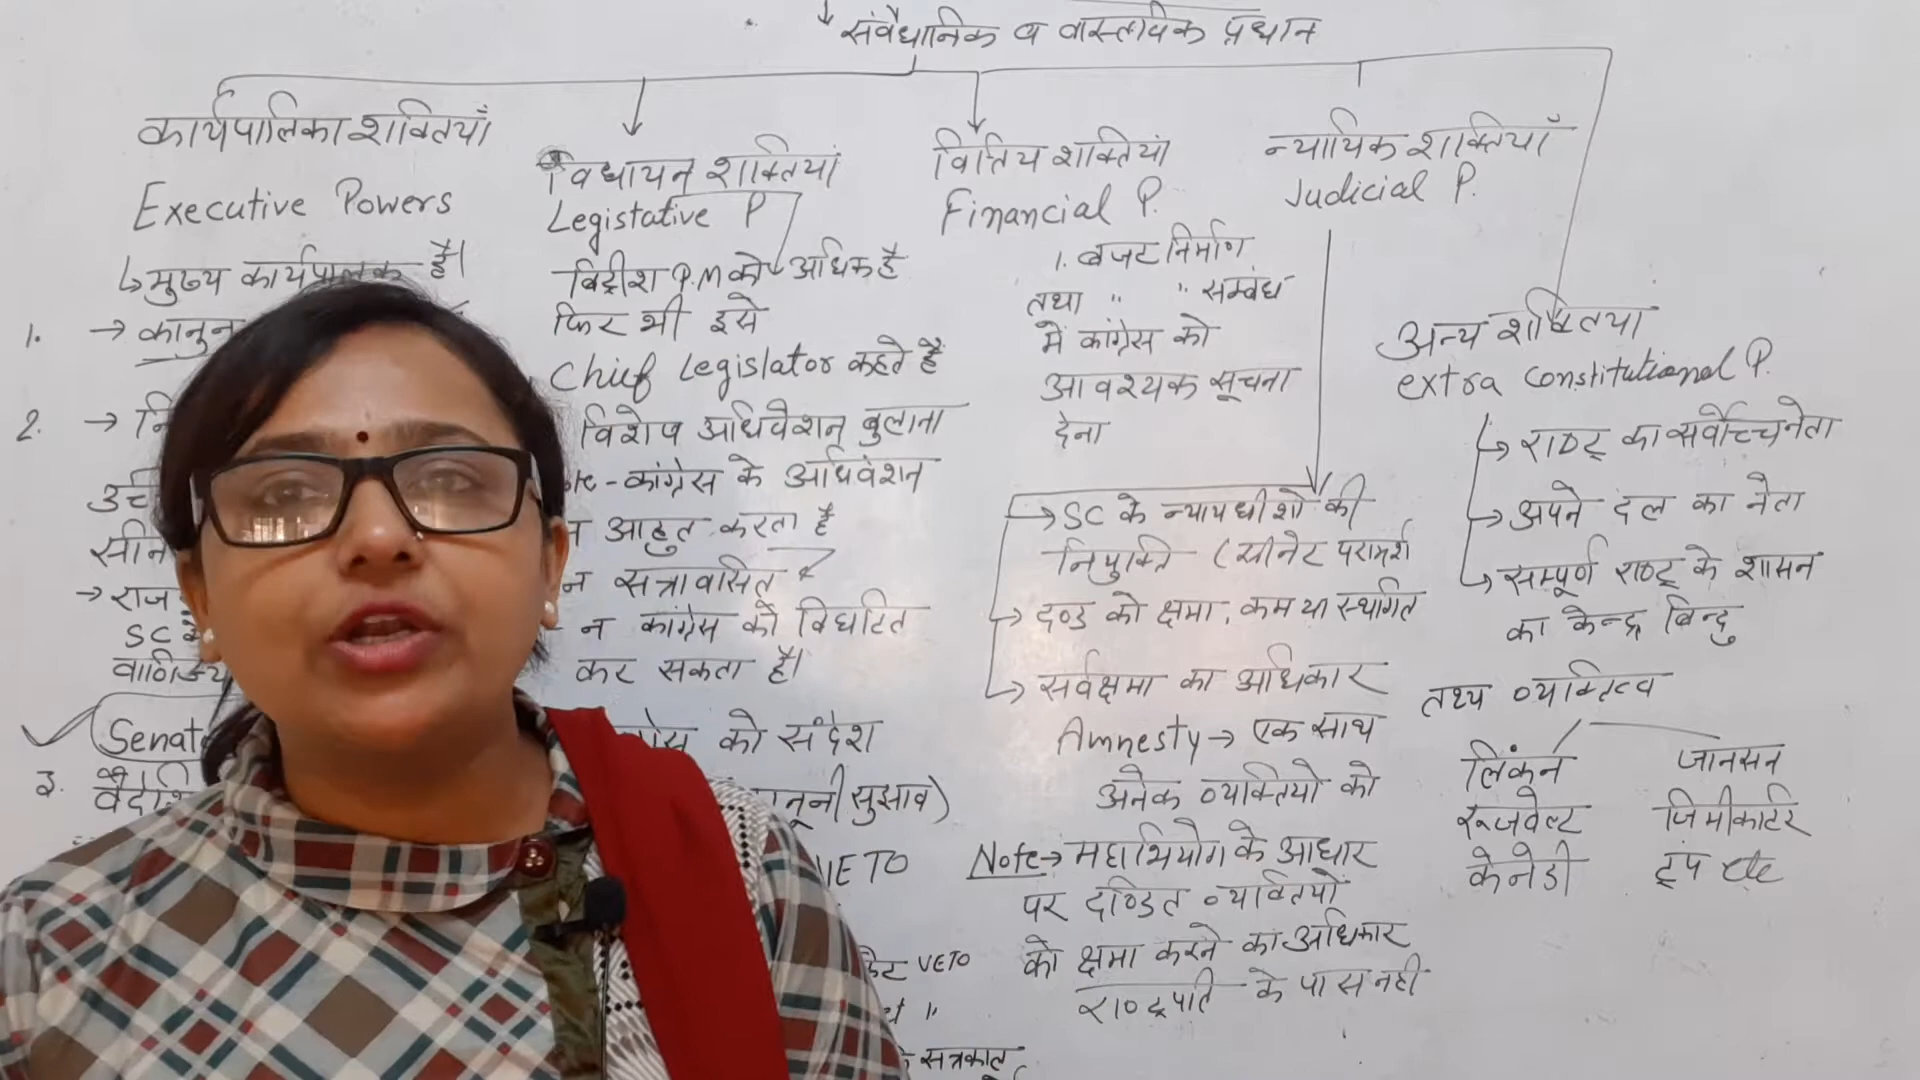 ↓ संवैधानिक व वास्तविक प्रधान
कार्यपालिका शक्तियाँ
Executive Powers
↳ मुख्य कार्यपालक है।
1. → कानुन
2. → नि
सीन
→ राज
SC के
वाणिज्य
Senat
3. वैदेशि
विधायन शक्तियां
Legistative P
ब्रिट्रीश P.M को अधिक है
फिर भी इसे
Chief Legislator कहते है
विशेष अधिवेशन बुलाना
कांग्रेस के अधिवेशन
न आहुत करता है
न सत्रावसित
- न कांग्रेस को विघटित
कर सकता है।
को संदेश
सुझाव)
VETO
VETO
"
सत्रकाल
वित्तिय शक्तियां
Financial P.
1. बजट निर्माण
तथा " " सम्बंध
में कांग्रेस को
आवश्यक सूचना
देना
न्यायिक शक्तियाँ
Judicial P.
→ SC के न्यायधीशो की
नियुक्ति (सीनेट परामर्श
→ दण्ड को क्षमा, कम या स्थगित
→ सर्वक्षमा का अधिकार
Amnesty → एक साथ
अनेक व्यक्तियो को
Note → महाभियोग के आधार
पर दण्डित व्यक्तियों
को क्षमा करने का अधिकार
राष्ट्रपति के पास नही
अन्य शक्तिया
extra constitutional P.
↳ राष्ट्र का सर्वोच्च नेता
→ अपने दल का नेता
↳ सम्पूर्ण राष्ट्र के शासन
का केन्द्र बिन्दु
तथ्य व्यक्तित्व
लिंकन जानसन
रूजवेल्ट जिमीकार्टर
केनेडी ट्रंप etc